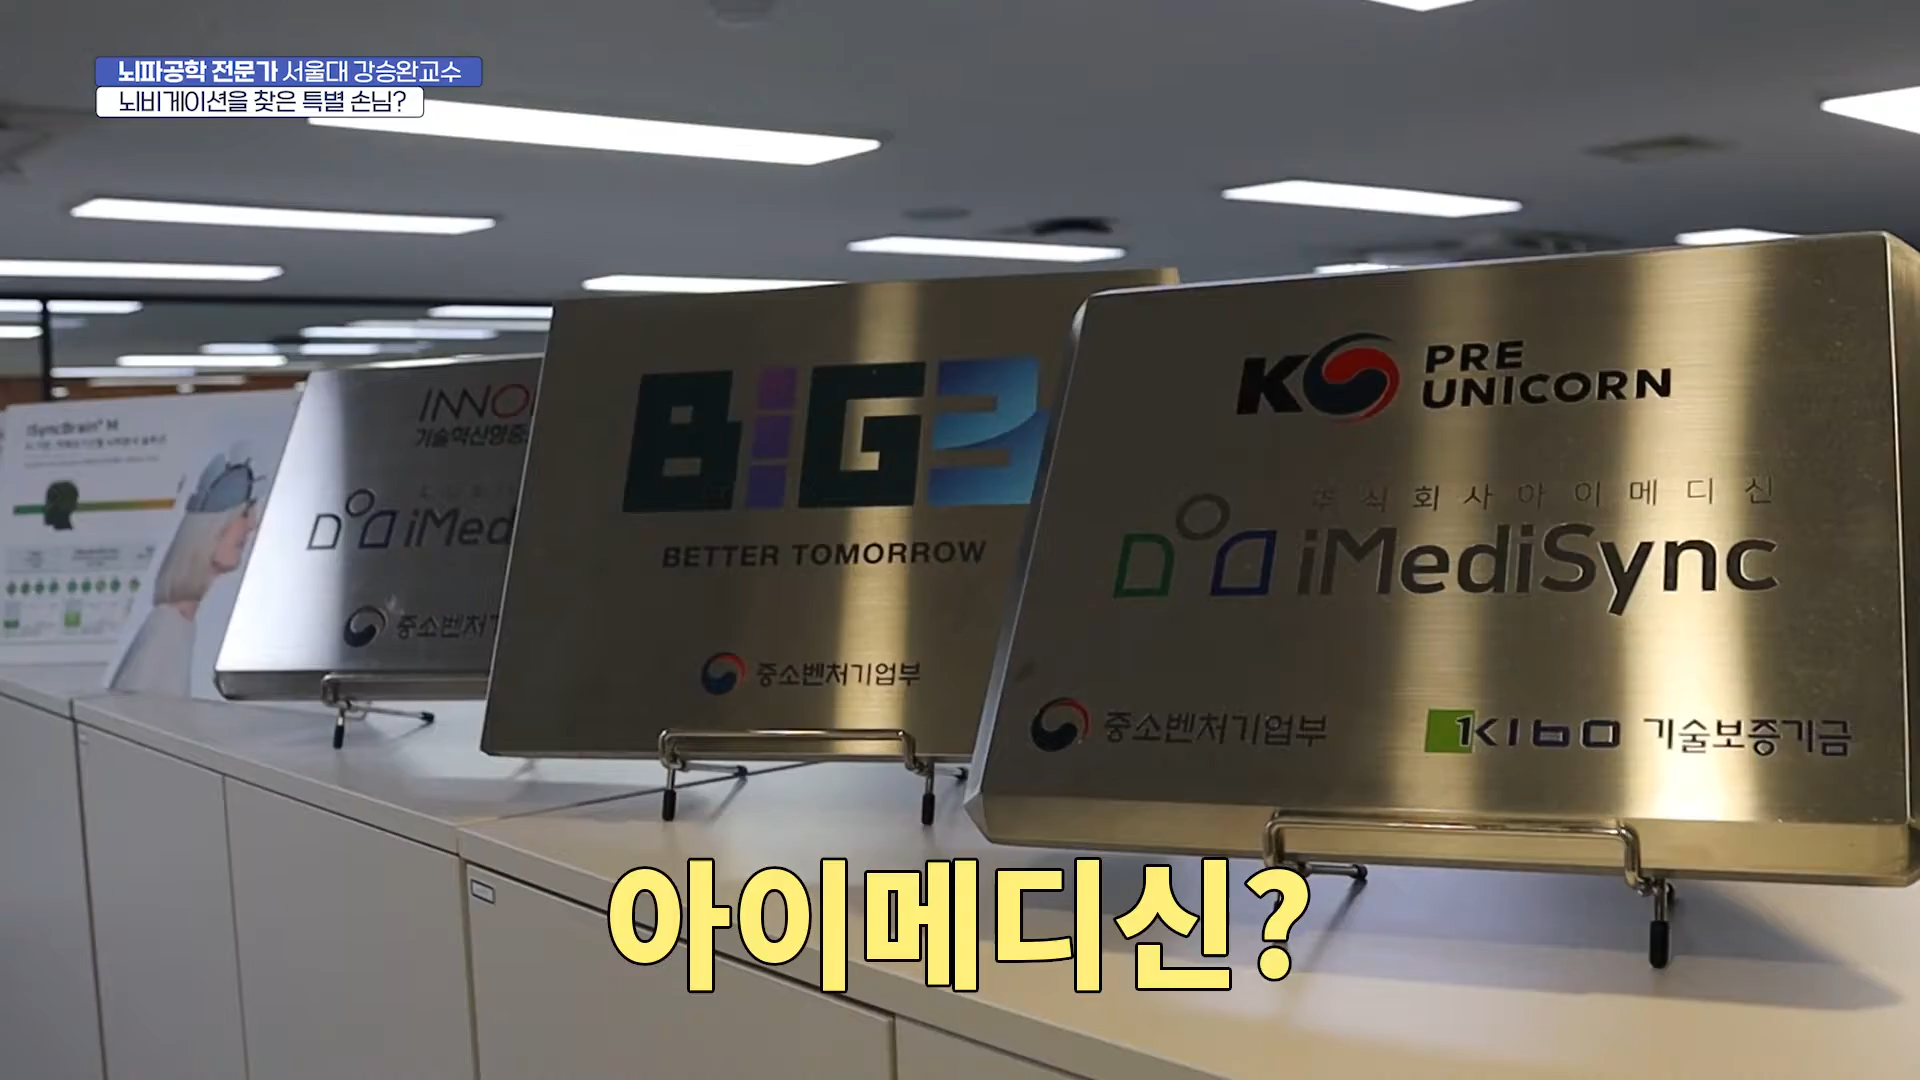 뇌파공학 전문가 서울대 강승완교수
뇌비게이션을 찾은 특별 손님?
iSyncBrain® M
INNO
기술혁신형중소
iMedi
중소벤처기
BIG3
BETTER TOMORROW
중소벤처기업부
K PRE UNICORN
주식회사아이메디신
iMediSync
중소벤처기업부
KIBO 기술보증기금
아이메디신?